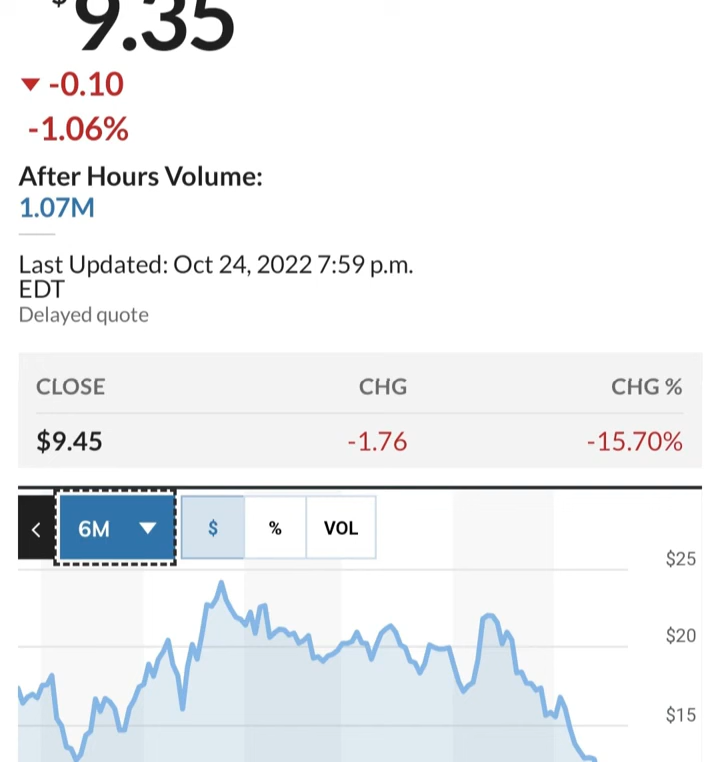 $9.35
-0.10
-1.06%
After Hours Volume:
1.07M
Last Updated: Oct 24, 2022 7:59 p.m.
EDT
Delayed quote
CLOSE CHG CHG %
$9.45 -1.76 -15.70%
6M $ % VOL
$25
$20
$15